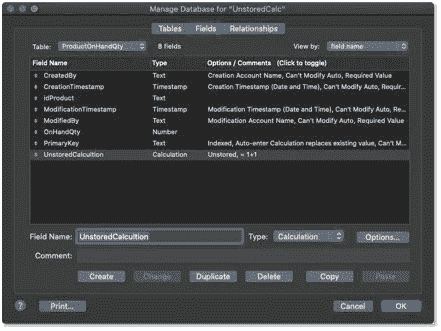 Manage Database for "UnstoredCalc"
Tables Fields Relationships
Table: ProductOnHandQty 8 fields View by: field name
Field Name Type Options / Comments (Click to toggle)
CreatedBy Text Creation Account Name, Can't Modify Auto, Required Value
CreationTimestamp Timestamp Creation Timestamp (Date and Time), Can't Modify Auto, Requir...
idProduct Text
ModificationTimestamp Timestamp Modification Timestamp (Date and Time), Can't Modify Auto, Re...
ModifiedBy Text Modification Account Name, Can't Modify Auto, Required Value
OnHandQty Number
PrimaryKey Text Indexed, Auto-enter Calculation replaces existing value, Can't M...
UnstoredCalcultion Calculation Unstored, = 1+1
Field Name: UnstoredCalcultion Type: Calculation Options...
Comment:
Create Change Duplicate Delete Copy Paste
? Print... Cancel OK